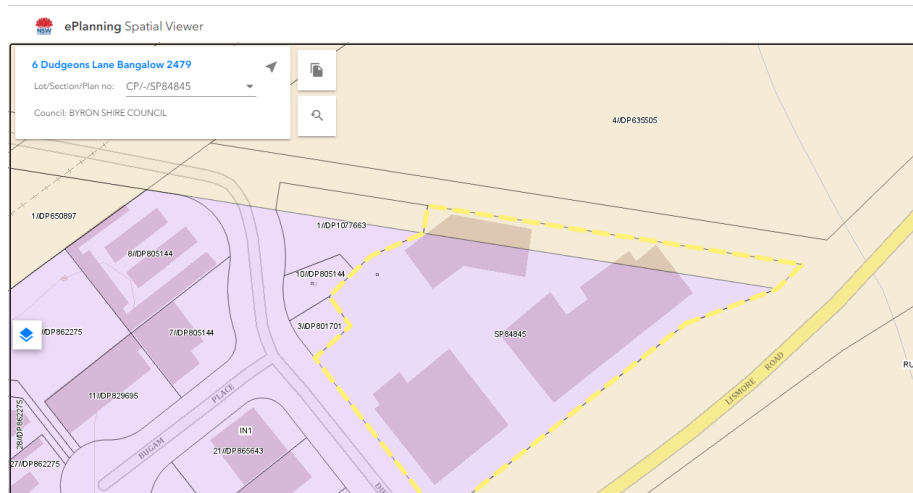 NSW
ePlanning Spatial Viewer
6 Dudgeons Lane Bangalow 2479
Lot/Section/Plan no: CP/-/SP84845
Council: BYRON SHIRE COUNCIL
4//DP635505
1//DP650897
1//DP1077663
8//DP805144
10//DP805144
/DP862275
7//DP805144
3//DP801701
SP84845
RU
LISMORE ROAD
11//DP829695
BUGAM PLACE
28//DP862275
IN1
21//DP865643
27//DP862275
DU